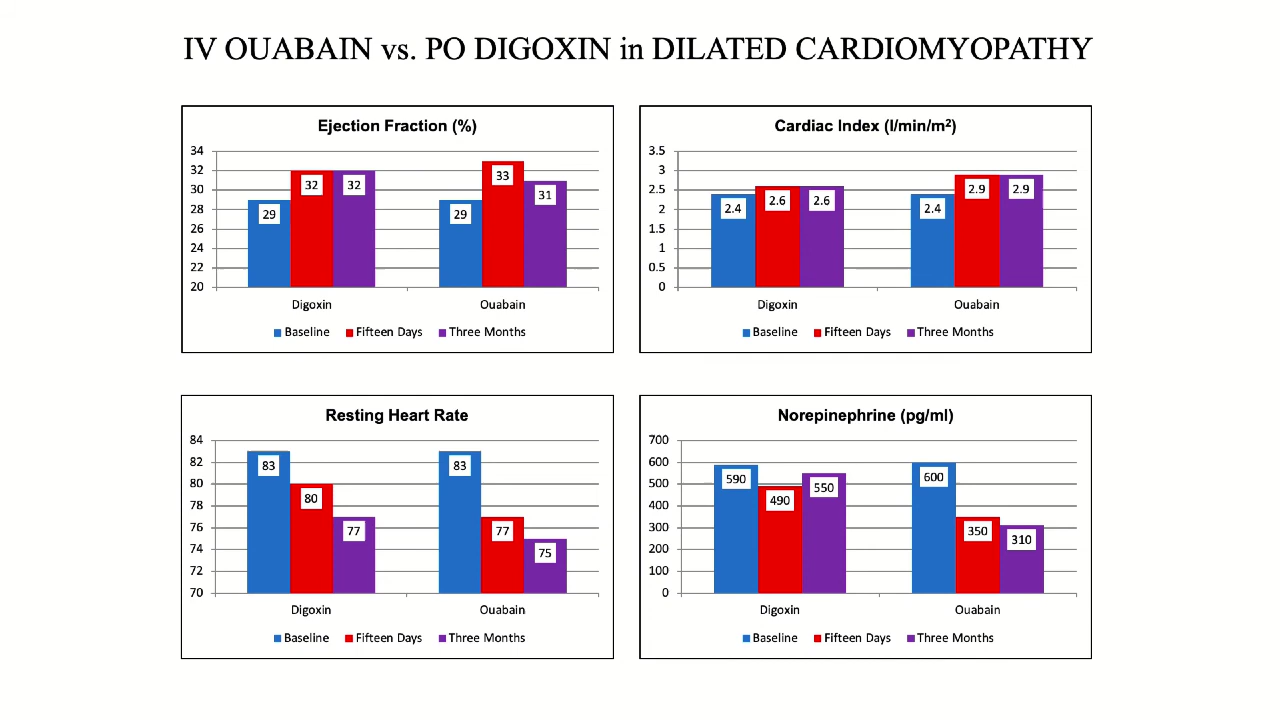 IV OUABAIN vs. PO DIGOXIN in DILATED CARDIOMYOPATHY
Ejection Fraction (%)
34
32
30
28
26
24
22
20
29
32
32
29
33
31
Digoxin
Ouabain
Baseline
Fifteen Days
Three Months
Cardiac Index (l/min/m²)
3.5
3
2.5
2
1.5
1
0.5
0
2.4
2.6
2.6
2.4
2.9
2.9
Digoxin
Ouabain
Baseline
Fifteen Days
Three Months
Resting Heart Rate
84
82
80
78
76
74
72
70
83
80
77
83
77
75
Digoxin
Ouabain
Baseline
Fifteen Days
Three Months
Norepinephrine (pg/ml)
700
600
500
400
300
200
100
0
590
490
550
600
350
310
Digoxin
Ouabain
Baseline
Fifteen Days
Three Months